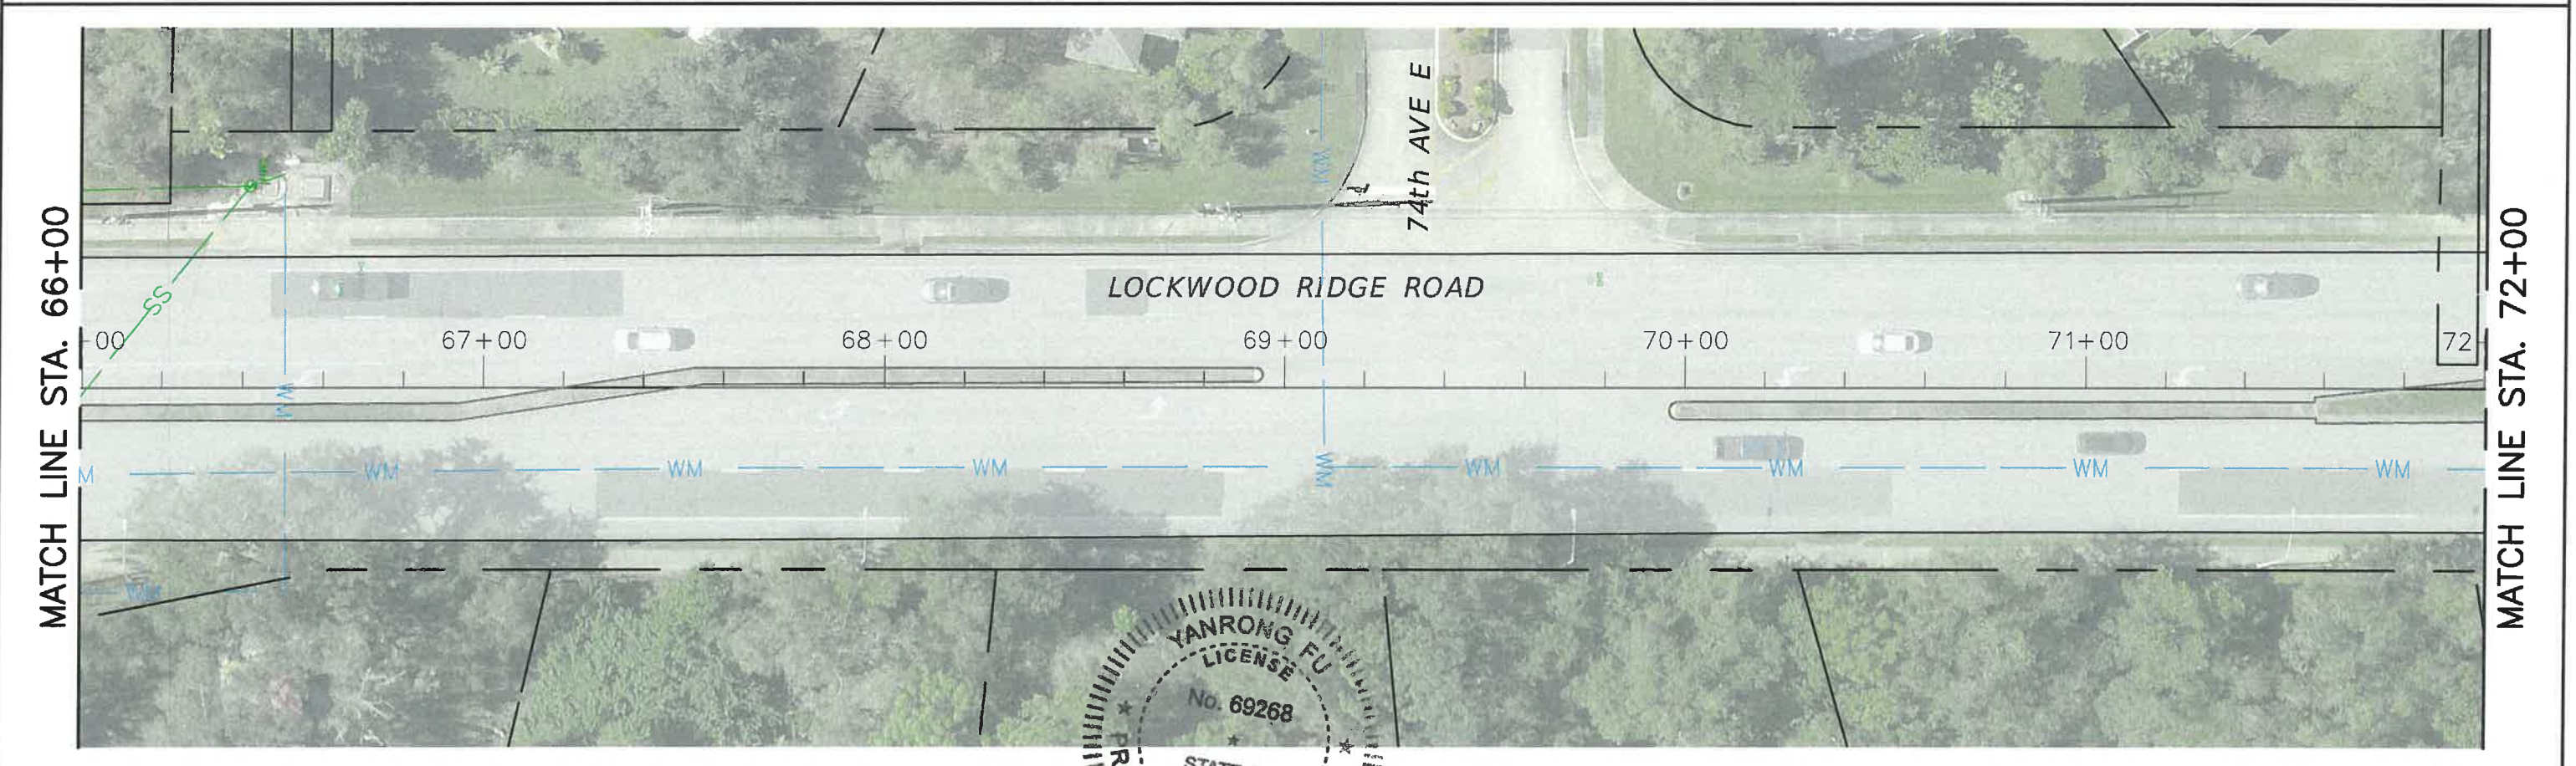 MATCH LINE STA. 66+00
MATCH LINE STA. 72+00
74th AVE E
LOCKWOOD RIDGE ROAD
00 67+00 68+00 69+00 70+00 71+00 72
SS
WM
WM
WM
WM
M WM WM WM WM WM WM WM
WM
YANRONG FU
LICENSE
No. 69268
PR